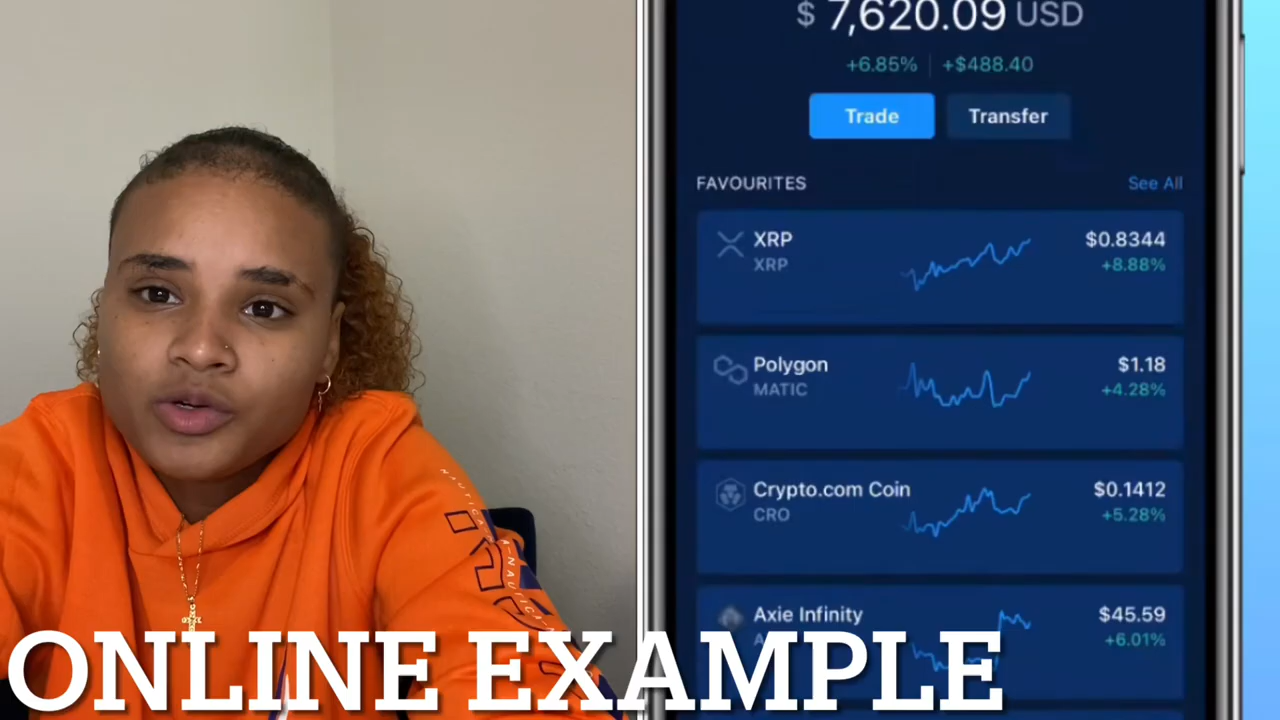 $ 7,620.09 USD
+6.85% +$488.40
Trade Transfer
FAVOURITES See All
XRP $0.8344
XRP +8.88%
Polygon $1.18
MATIC +4.28%
Crypto.com Coin $0.1412
CRO +5.28%
Axie Infinity $45.59
+6.01%
NAUTICA
ONLINE EXAMPLE